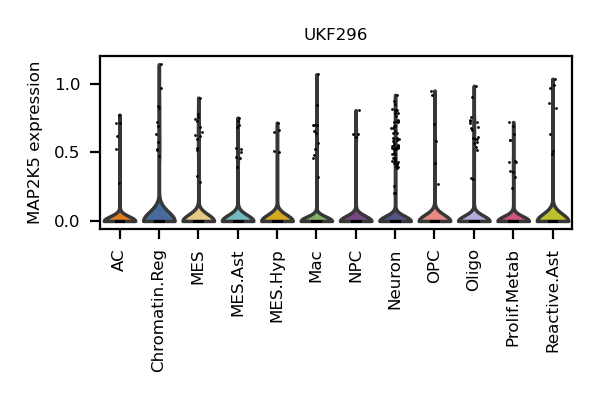 UKF296
MAP2K5 expression
1.0
0.5
0.0
AC
Chromatin.Reg
MES
MES.Ast
MES.Hyp
Mac
NPC
Neuron
OPC
Oligo
Prolif.Metab
Reactive.Ast